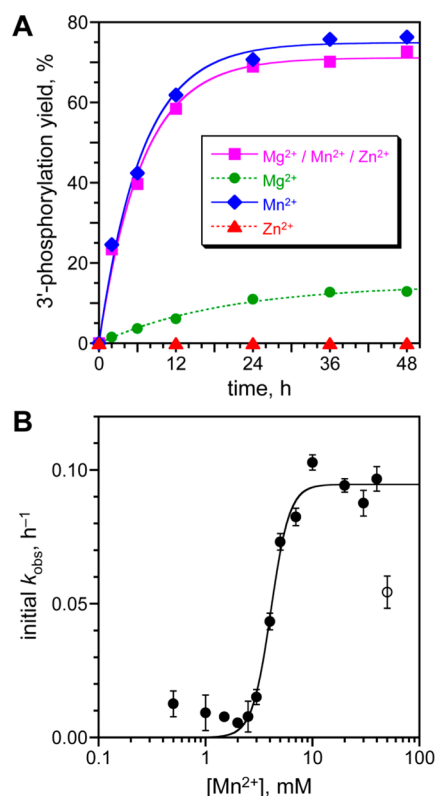 A
80
60
40
20
0
3'-phosphorylation yield, %
Mg²⁺ / Mn²⁺ / Zn²⁺
Mg²⁺
Mn²⁺
Zn²⁺
0 12 24 36 48
time, h
B
0.10
0.05
0.00
initial k_obs, h⁻¹
0.1 1 10 100
[Mn²⁺], mM